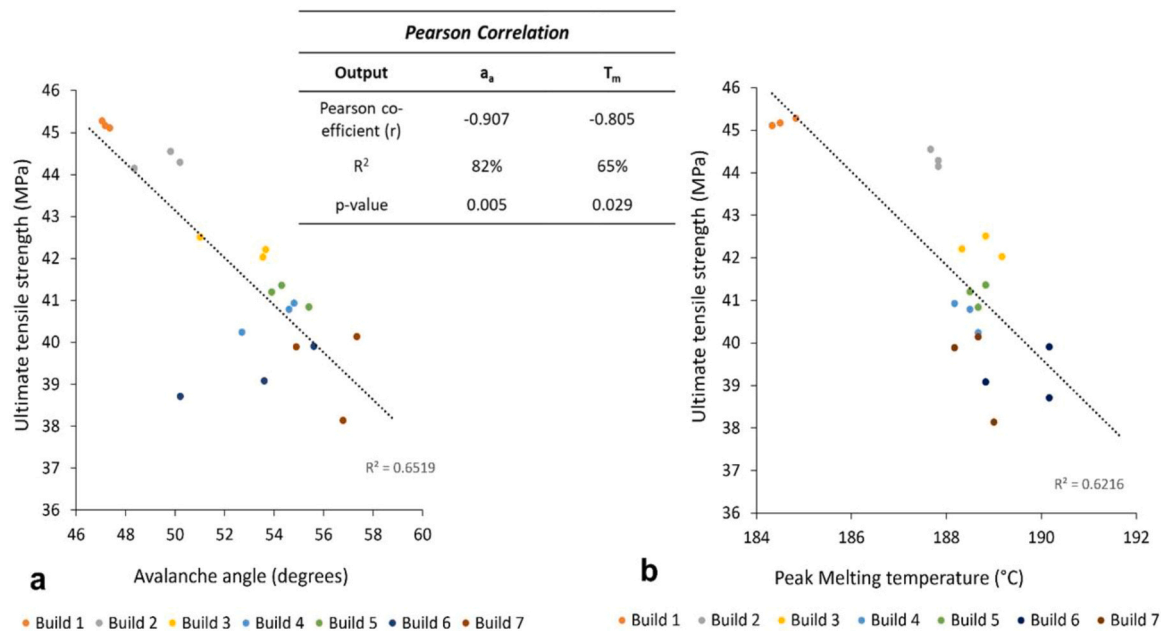 Pearson Correlation
Output aₐ Tₘ
Pearson co-
efficient (r) -0.907 -0.805
R² 82% 65%
p-value 0.005 0.029
Ultimate tensile strength (MPa)
46
45
44
43
42
41
40
39
38
37
36
46 48 50 52 54 56 58 60
R² = 0.6519
a
Avalanche angle (degrees)
Build 1 Build 2 Build 3 Build 4 Build 5 Build 6 Build 7
Ultimate tensile strength (MPa)
46
45
44
43
42
41
40
39
38
37
36
184 186 188 190 192
R² = 0.6216
b
Peak Melting temperature (°C)
Build 1 Build 2 Build 3 Build 4 Build 5 Build 6 Build 7